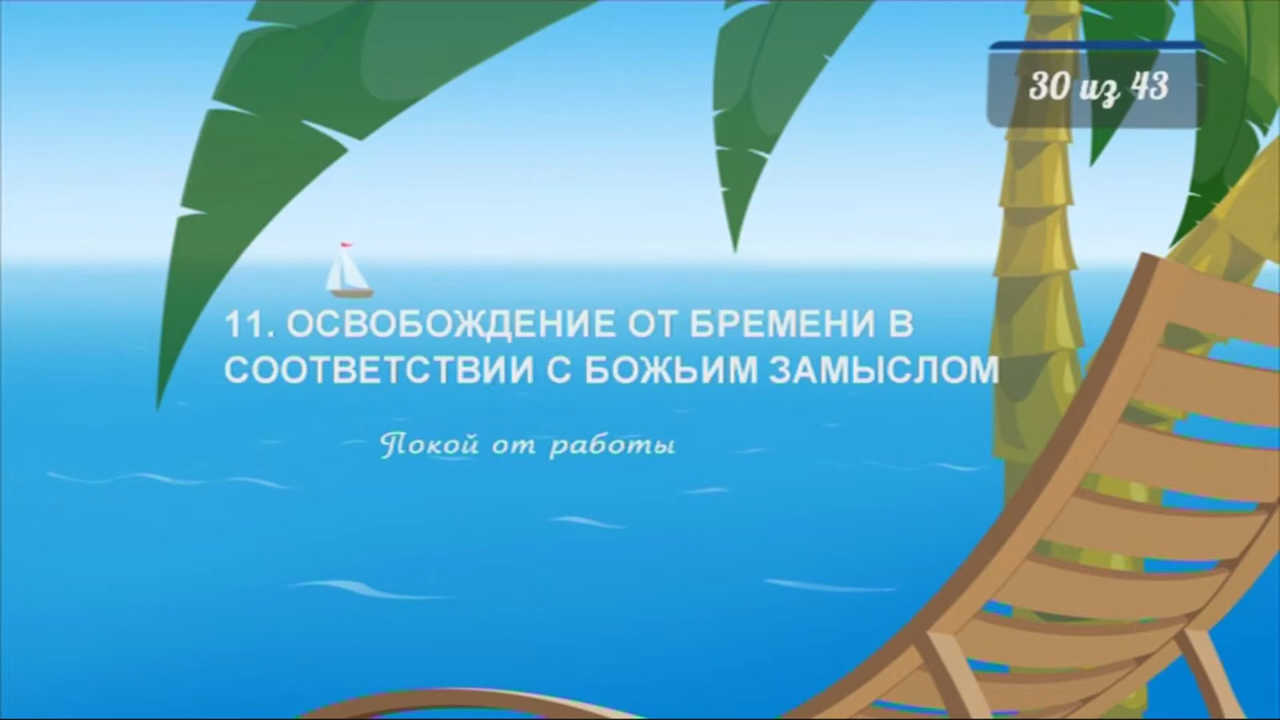 30 из 43
11. ОСВОБОЖДЕНИЕ ОТ БРЕМЕНИ В
СООТВЕТСТВИИ С БОЖЬИМ ЗАМЫСЛОМ
Покой от работы